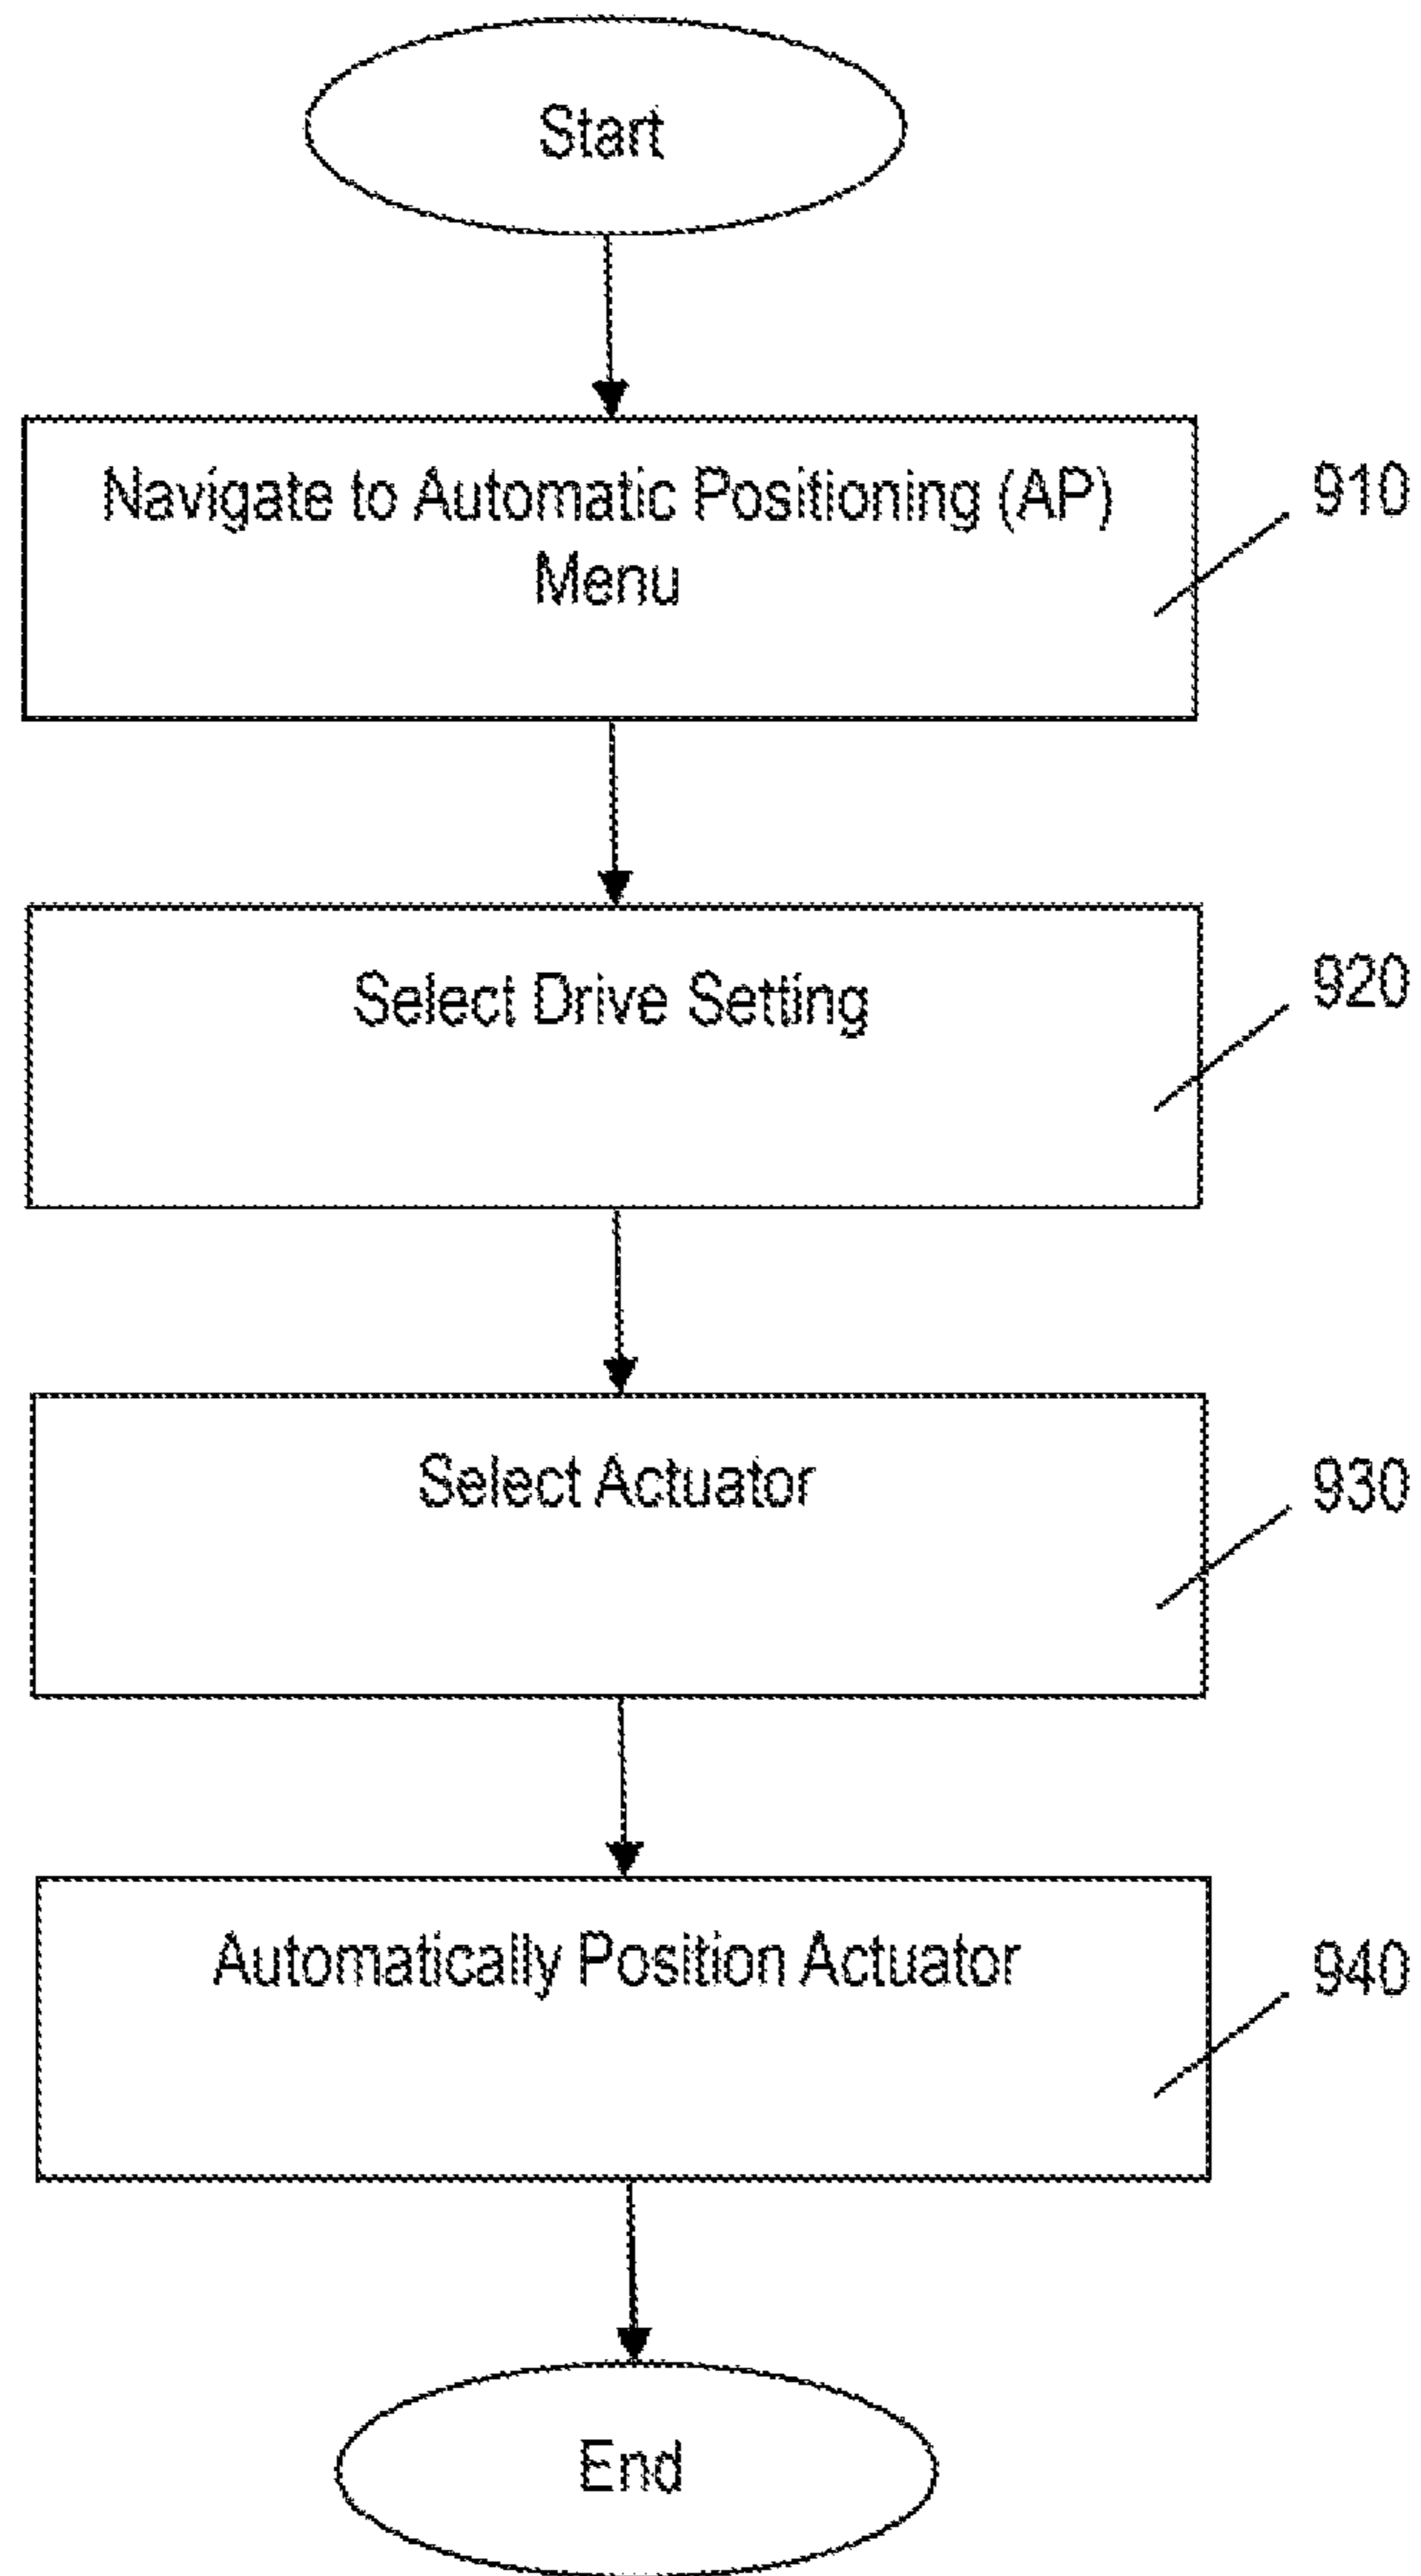 Start
Navigate to Automatic Positioning (AP)
Menu
910
Select Drive Setting
920
Select Actuator
930
Automatically Position Actuator
940
End